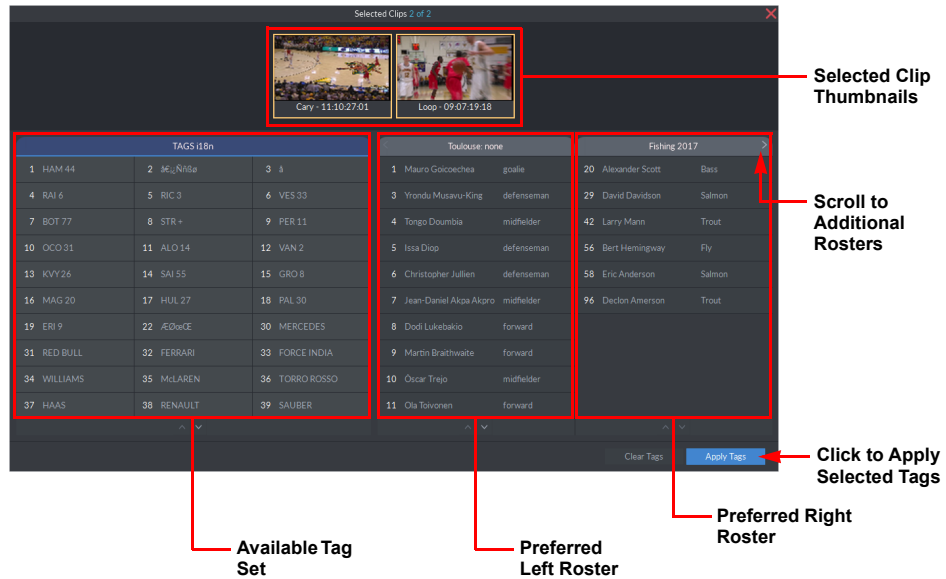 Selected Clips 2 of 2
Cary - 11:10:27:01
Loop - 09:07:19:18
Selected Clip
Thumbnails
TAGS i18n
1 HAM 44 2 â€¿Ññßø 3 â
4 RAI 6 5 RIC 3 6 VES 33
7 BOT 77 8 STR + 9 PER 11
10 OCO 31 11 ALO 14 12 VAN 2
13 KVY 26 14 SAI 55 15 GRO 8
16 MAG 20 17 HUL 27 18 PAL 30
19 ERI 9 22 ÆØœŒ 30 MERCEDES
31 RED BULL 32 FERRARI 33 FORCE INDIA
34 WILLIAMS 35 McLAREN 36 TORRO ROSSO
37 HAAS 38 RENAULT 39 SAUBER
Toulouse: none
1 Mauro Goicoechea goalie
3 Yrondu Musavu-King defenseman
4 Tongo Doumbia midfielder
5 Issa Diop defenseman
6 Christopher Jullien defenseman
7 Jean-Daniel Akpa Akpro midfielder
8 Dodi Lukebakio forward
9 Martin Braithwaite forward
10 Óscar Trejo midfielder
11 Ola Toivonen forward
Fishing 2017
20 Alexander Scott Bass
29 David Davidson Salmon
42 Larry Mann Trout
56 Bert Hemingway Fly
58 Eric Anderson Salmon
96 Declon Amerson Trout
Scroll to
Additional
Rosters
Clear Tags
Apply Tags
Click to Apply
Selected Tags
Preferred Right
Roster
Available Tag
Set
Preferred
Left Roster